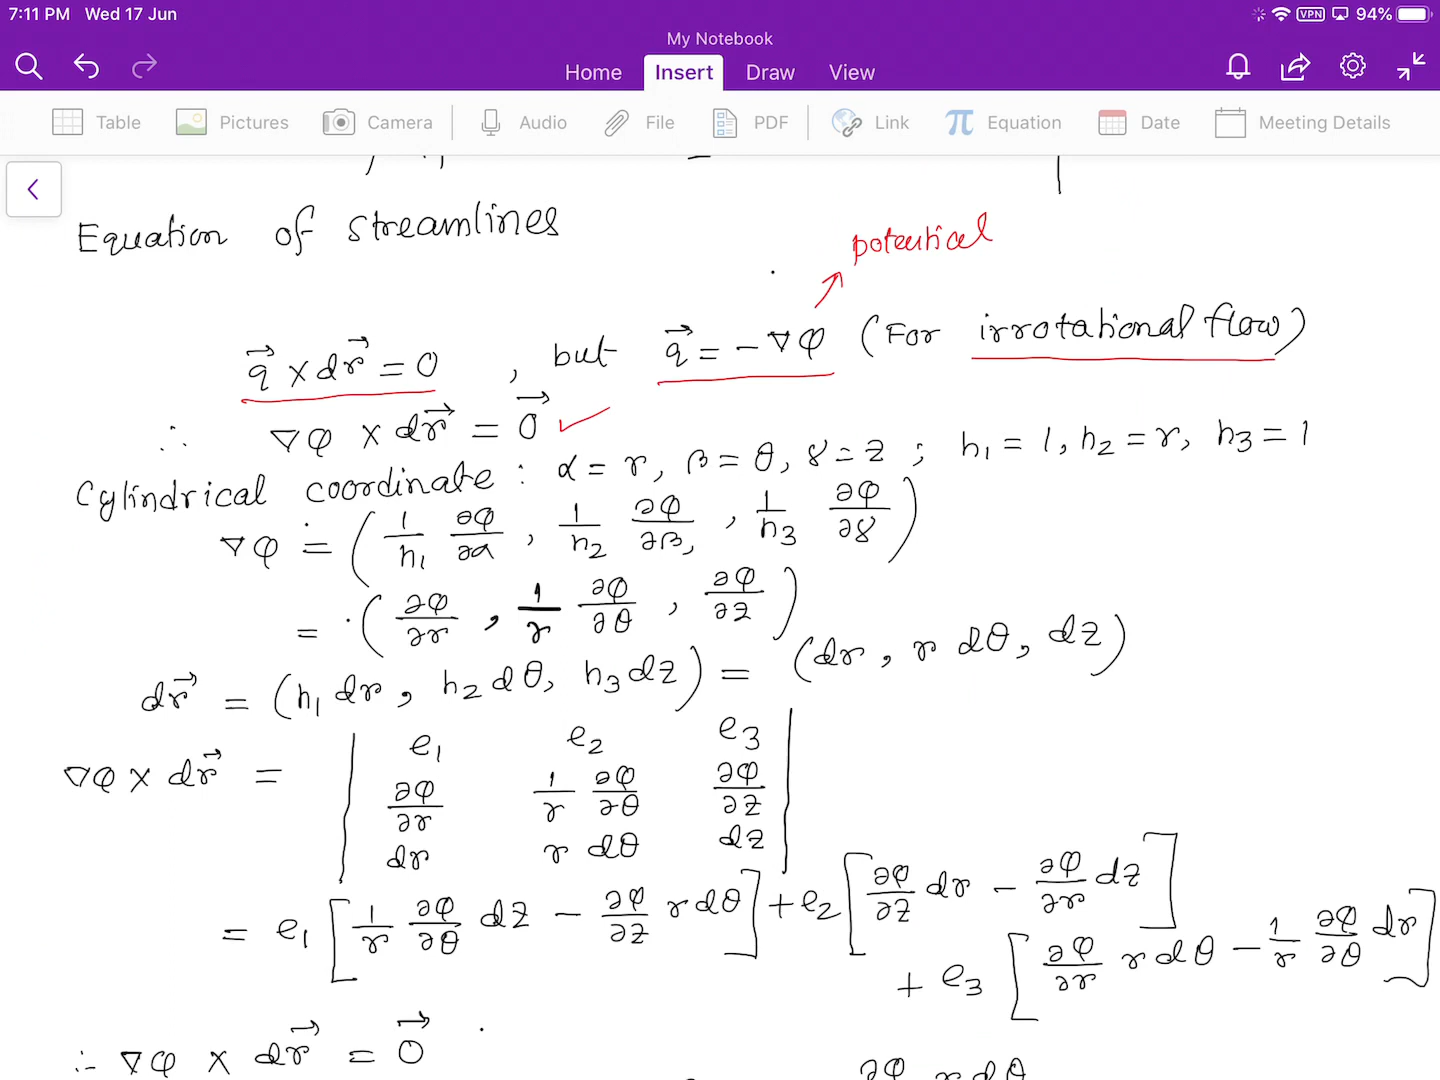 7:11 PM Wed 17 Jun VPN 94%
My Notebook
Home Insert Draw View
Table Pictures Camera Audio File PDF Link Equation Date Meeting Details
Equation of streamlines
potential
q⃗ × dr⃗ = 0 , but q⃗ = −∇φ (For irrotational flow)
∴ ∇φ × dr⃗ = 0⃗ ✓
Cylindrical coordinate : α = r, β = θ, γ = z ; h₁ = 1, h₂ = r, h₃ = 1
∇φ = ( 1/h₁ ∂φ/∂α , 1/h₂ ∂φ/∂β , 1/h₃ ∂φ/∂γ )
= ( ∂φ/∂r , 1/r ∂φ/∂θ , ∂φ/∂z )
dr⃗ = (h₁ dr , h₂ dθ, h₃ dz) = (dr , r dθ, dz)
∇φ × dr⃗ = | e₁ e₂ e₃ |
| ∂φ/∂r 1/r ∂φ/∂θ ∂φ/∂z |
| dr r dθ dz |
= e₁ [ 1/r ∂φ/∂θ dz − ∂φ/∂z r dθ ] + e₂ [ ∂φ/∂z dr − ∂φ/∂r dz ]
+ e₃ [ ∂φ/∂r r dθ − 1/r ∂φ/∂θ dr ]
∴ ∇φ × dr⃗ = 0⃗
∂φ r dθ